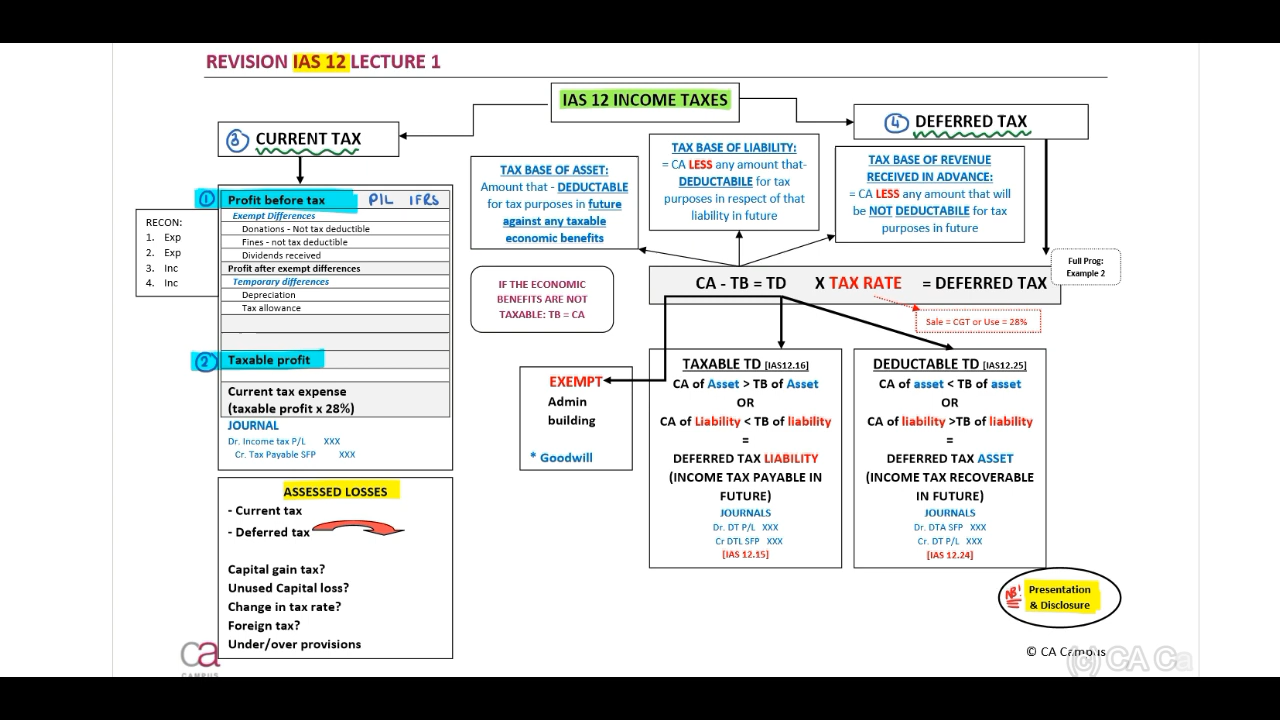 REVISION IAS 12 LECTURE 1
IAS 12 INCOME TAXES
3 CURRENT TAX
1 Profit before tax P/L IFRS
Exempt Differences
Donations - Not tax deductible
Fines - not tax deductible
Dividends received
Profit after exempt differences
Temporary differences
Depreciation
Tax allowance
2 Taxable profit
Current tax expense
(taxable profit x 28%)
JOURNAL
Dr. Income tax P/L XXX
Cr. Tax Payable SFP XXX
RECON:
1. Exp
2. Exp
3. Inc
4. Inc
ASSESSED LOSSES
- Current tax
- Deferred tax
Capital gain tax?
Unused Capital loss?
Change in tax rate?
Foreign tax?
Under/over provisions
4 DEFERRED TAX
TAX BASE OF ASSET:
Amount that - DEDUCTABLE
for tax purposes in future
against any taxable
economic benefits
TAX BASE OF LIABILITY:
= CA LESS any amount that-
DEDUCTABILE for tax
purposes in respect of that
liability in future
TAX BASE OF REVENUE
RECEIVED IN ADVANCE:
= CA LESS any amount that will
be NOT DEDUCTABILE for tax
purposes in future
Full Prog:
Example 2
IF THE ECONOMIC
BENEFITS ARE NOT
TAXABLE: TB = CA
CA - TB = TD X TAX RATE = DEFERRED TAX
Sale = CGT or Use = 28%
EXEMPT
Admin
building
* Goodwill
TAXABLE TD [IAS12.16]
CA of Asset > TB of Asset
OR
CA of Liability < TB of liability
=
DEFERRED TAX LIABILITY
(INCOME TAX PAYABLE IN
FUTURE)
JOURNALS
Dr. DT P/L XXX
Cr DTL SFP XXX
[IAS 12.15]
DEDUCTABLE TD [IAS12.25]
CA of asset < TB of asset
OR
CA of liability >TB of liability
=
DEFERRED TAX ASSET
(INCOME TAX RECOVERABLE
IN FUTURE)
JOURNALS
Dr. DTA SFP XXX
Cr. DT P/L XXX
[IAS 12.24]
NB! Presentation
& Disclosure
ca
CAMPUS
© CA Campus
(c) CA Ca